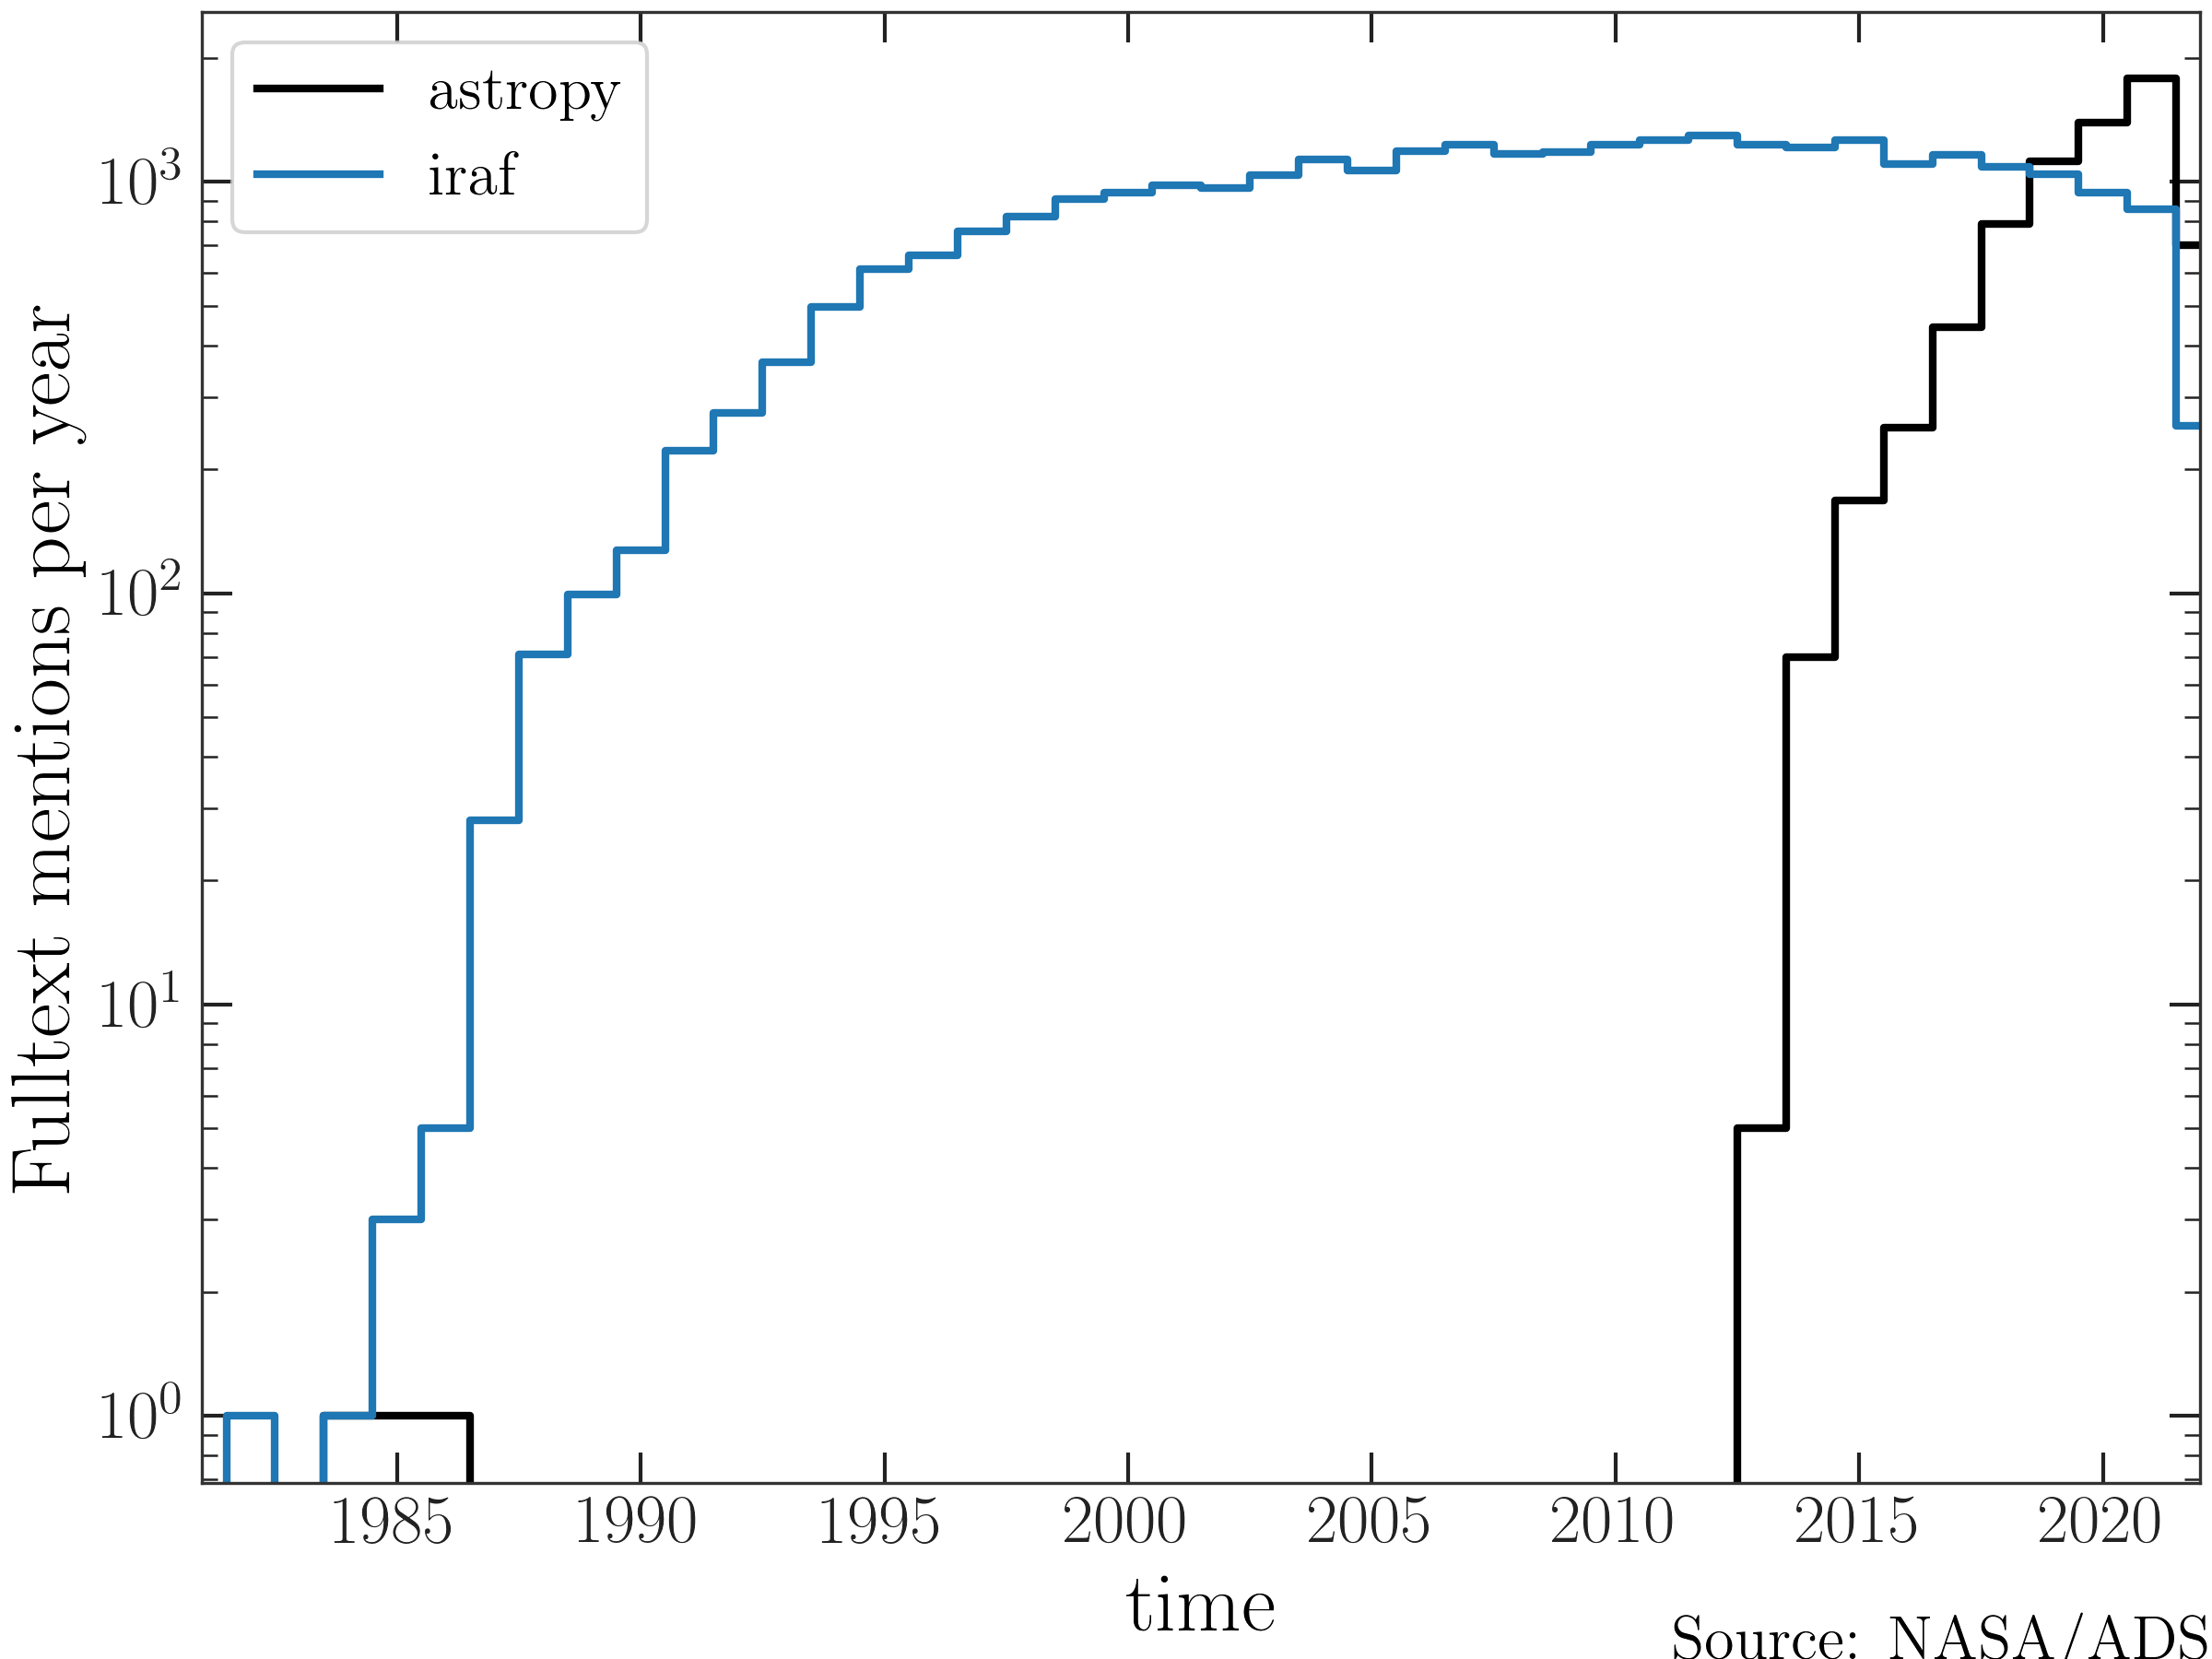 astropy
iraf
Fulltext mentions per year
10³
10²
10¹
10⁰
1985 1990 1995 2000 2005 2010 2015 2020
time
Source: NASA/ADS